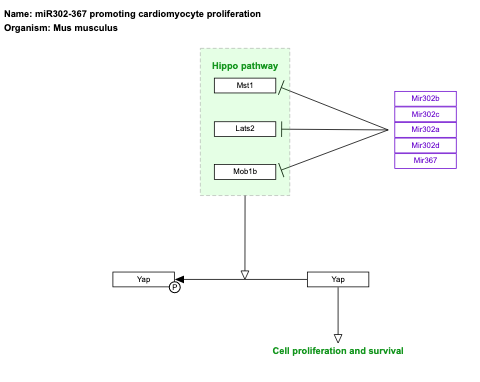 Name: miR302-367 promoting cardiomyocyte proliferation
Organism: Mus musculus
Hippo pathway
Mst1
Mir302b
Mir302c
Lats2
Mir302a
Mir302d
Mir367
Mob1b
Yap
Yap
P
Cell proliferation and survival